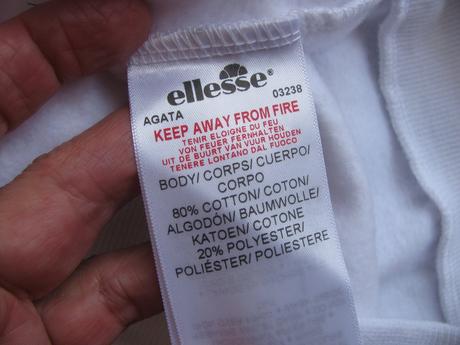 ellesse®
AGATA 03238
KEEP AWAY FROM FIRE
TENIR ELOIGNE DU FEU
VON FEUER FERNHALTEN
UIT DE BUURT VAN VUUR HOUDEN
TENERE LONTANO DAL FUOCO
BODY/ CORPS/ CUERPO/
CORPO
80% COTTON/ COTON/
ALGODÓN/ BAUMWOLLE/
KATOEN/ COTONE
20% POLYESTER/
POLIÉSTER/ POLIESTERE